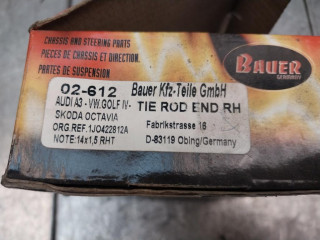 CHASSIS AND STEERING PARTS
PIECES DE CHASSIS ET DIRECTION.
PARTES DE SUSPENSION
BAUER
GERMANY
02-612 Bauer Kfz-Teile GmbH
AUDI A3 - VW.GOLF IV- TIE ROD END RH
SKODA OCTAVIA
ORG.REF.1JO422812A Fabrikstrasse 16
NOTE:14x1,5 RHT D-83119 Obing/Germany